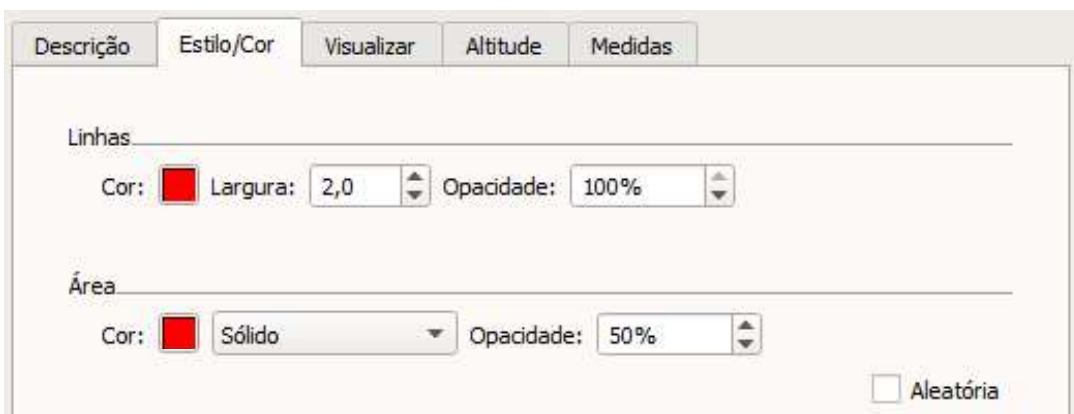 Descrição Estilo/Cor Visualizar Altitude Medidas
Linhas
Cor: Largura: 2,0 Opacidade: 100%
Área
Cor: Sólido Opacidade: 50%
Aleatória